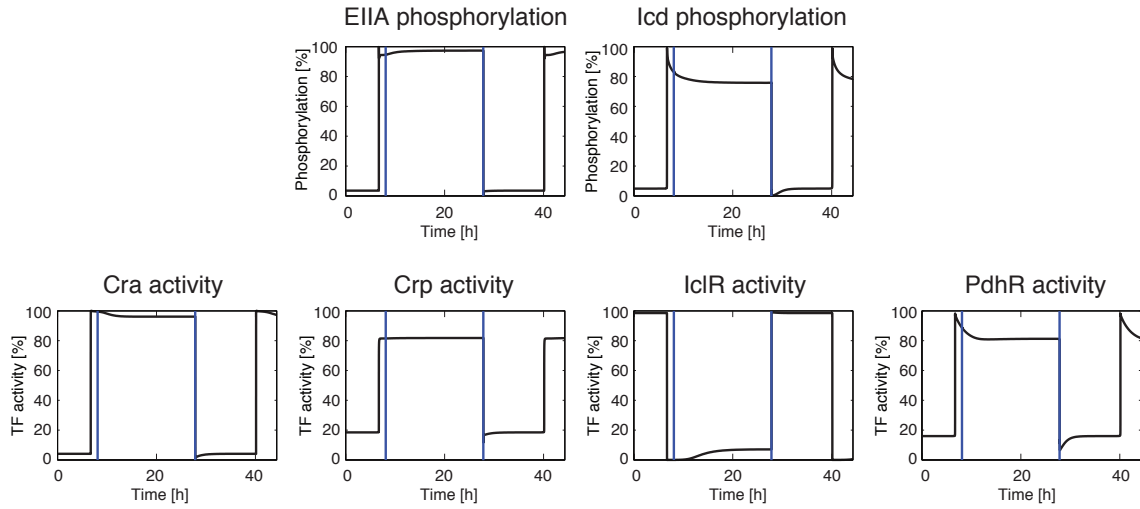 EIIA phosphorylation
Icd phosphorylation
Phosphorylation [%]
100
80
60
40
20
0
0 20 40
Time [h]
Phosphorylation [%]
100
80
60
40
20
0
0 20 40
Time [h]
Cra activity
Crp activity
IclR activity
PdhR activity
TF activity [%]
100
80
60
40
20
0
0 20 40
Time [h]
TF activity [%]
100
80
60
40
20
0
0 20 40
Time [h]
TF activity [%]
100
80
60
40
20
0
0 20 40
Time [h]
TF activity [%]
100
80
60
40
20
0
0 20 40
Time [h]